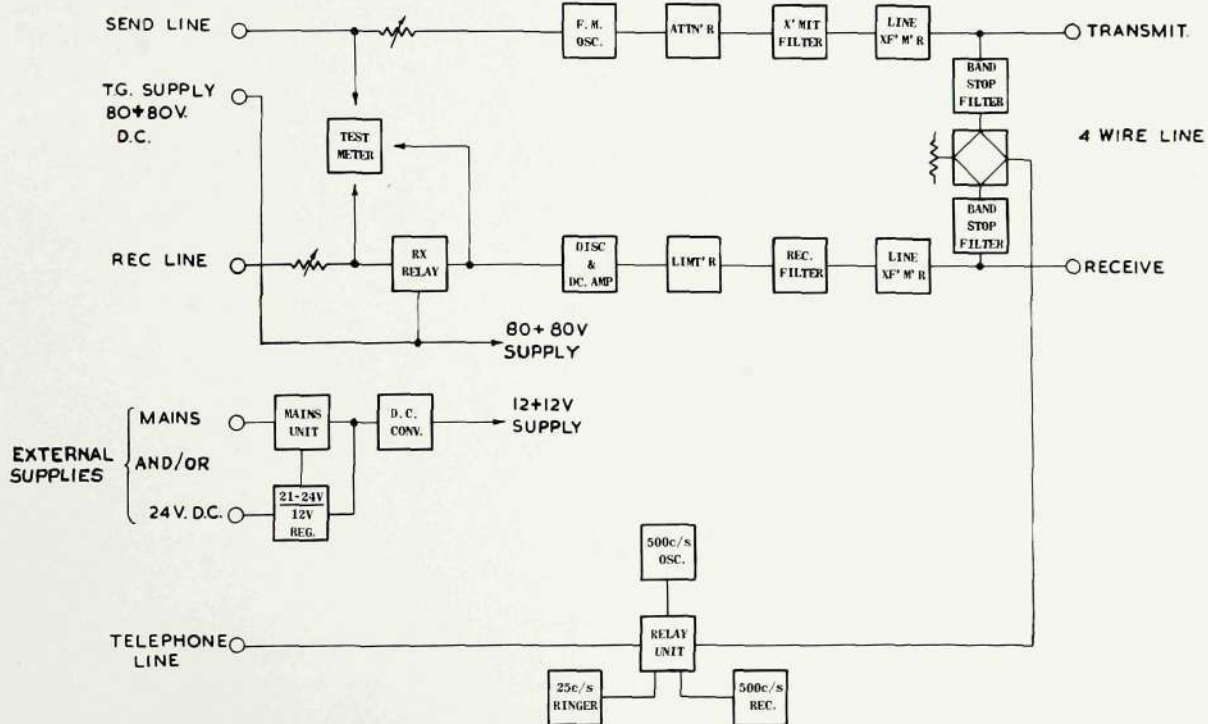 SEND LINE
F.M.
OSC.
ATTN'R
X'MIT
FILTER
LINE
XF'M'R
TRANSMIT.
T.G. SUPPLY
80+80V.
D.C.
BAND
STOP
FILTER
TEST
METER
4 WIRE LINE
BAND
STOP
FILTER
REC LINE
RX
RELAY
DISC
&
DC. AMP
LIMT'R
REC.
FILTER
LINE
XF'M'R
RECEIVE
80+80V
SUPPLY
EXTERNAL
SUPPLIES
MAINS
AND/OR
24V. D.C.
MAINS
UNIT
D.C.
CONV.
12+12V
SUPPLY
21-24V
12V
REG.
500c/s
OSC.
TELEPHONE
LINE
RELAY
UNIT
25c/s
RINGER
500c/s
REC.